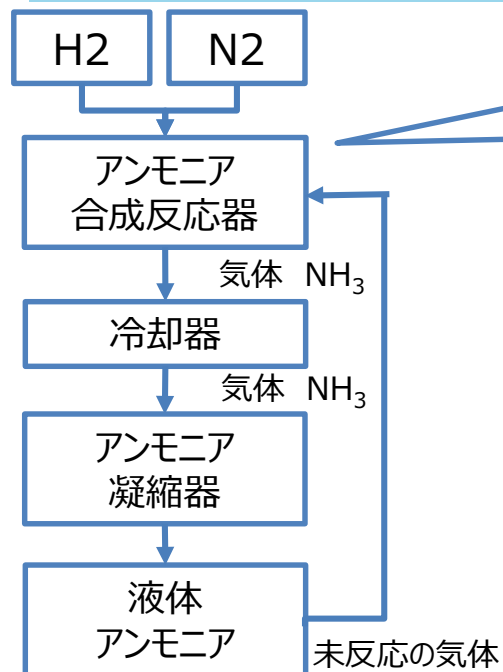 H2
N2
アンモニア
合成反応器
気体 NH₃
冷却器
気体 NH₃
アンモニア
凝縮器
液体
アンモニア
未反応の気体